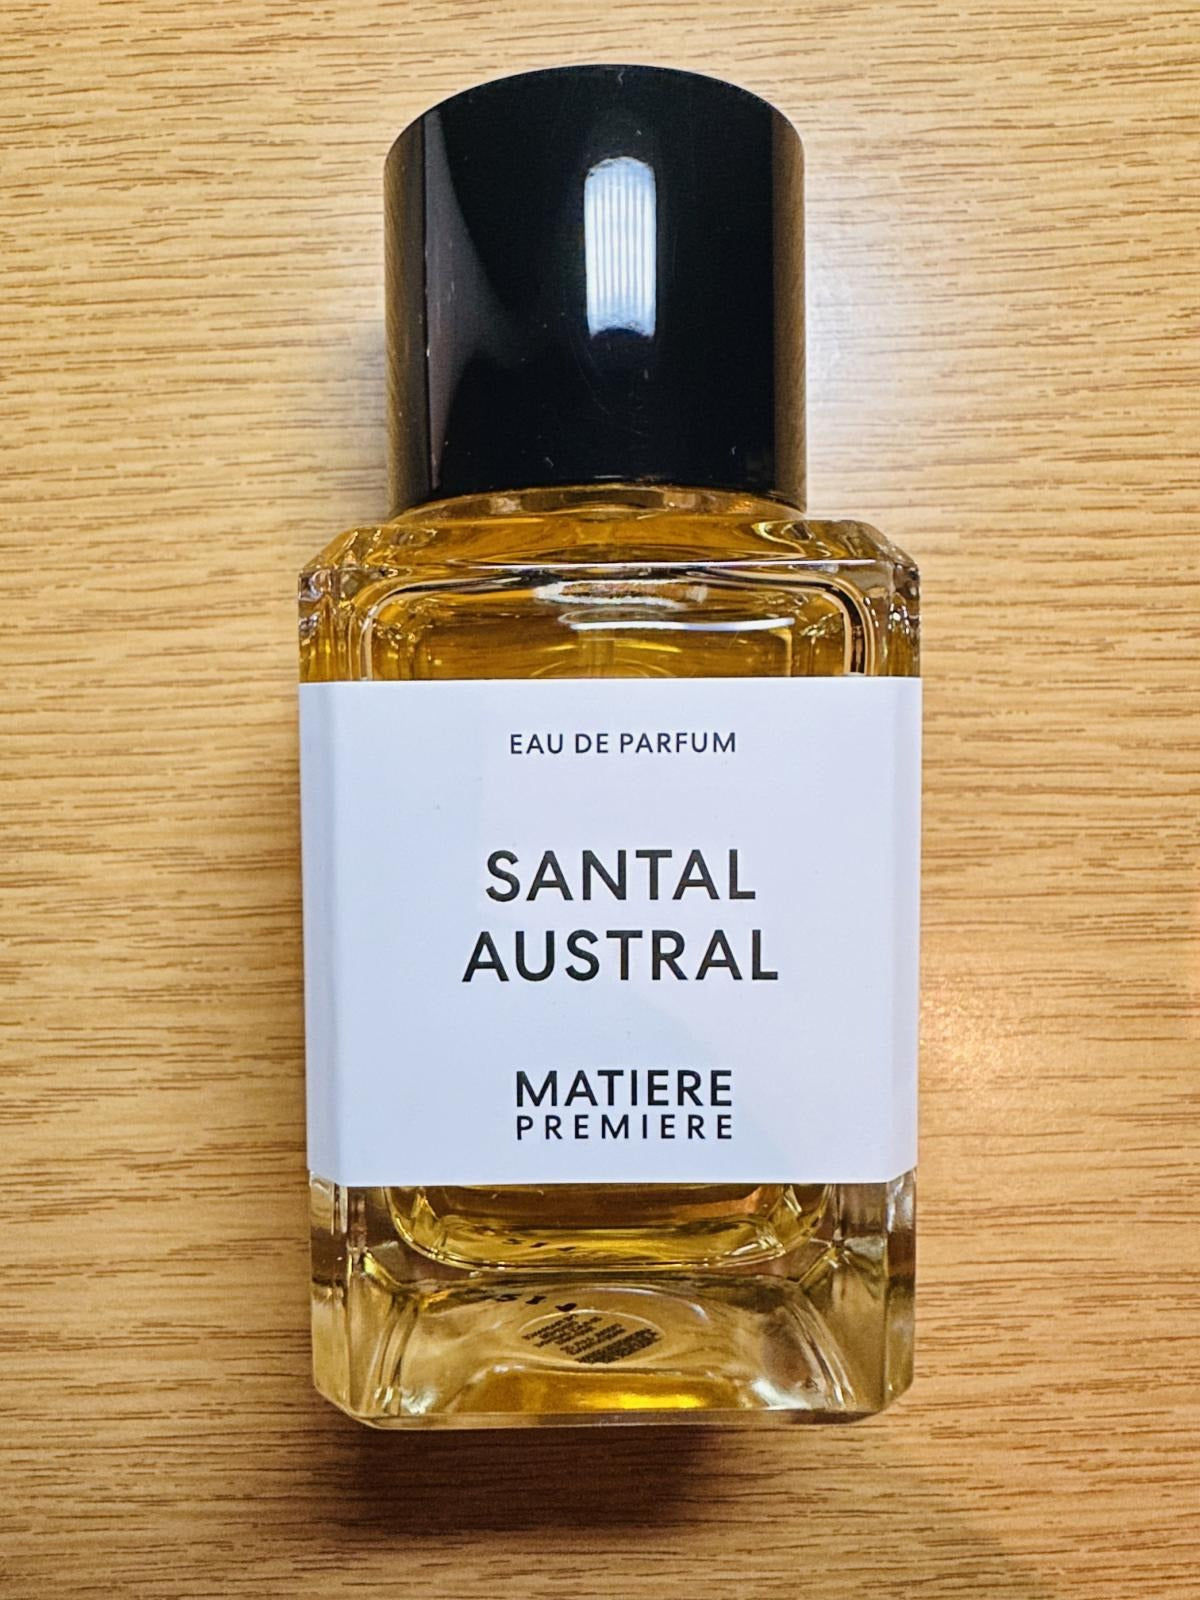 EAU DE PARFUM
SANTAL
AUSTRAL
MATIERE
PREMIERE